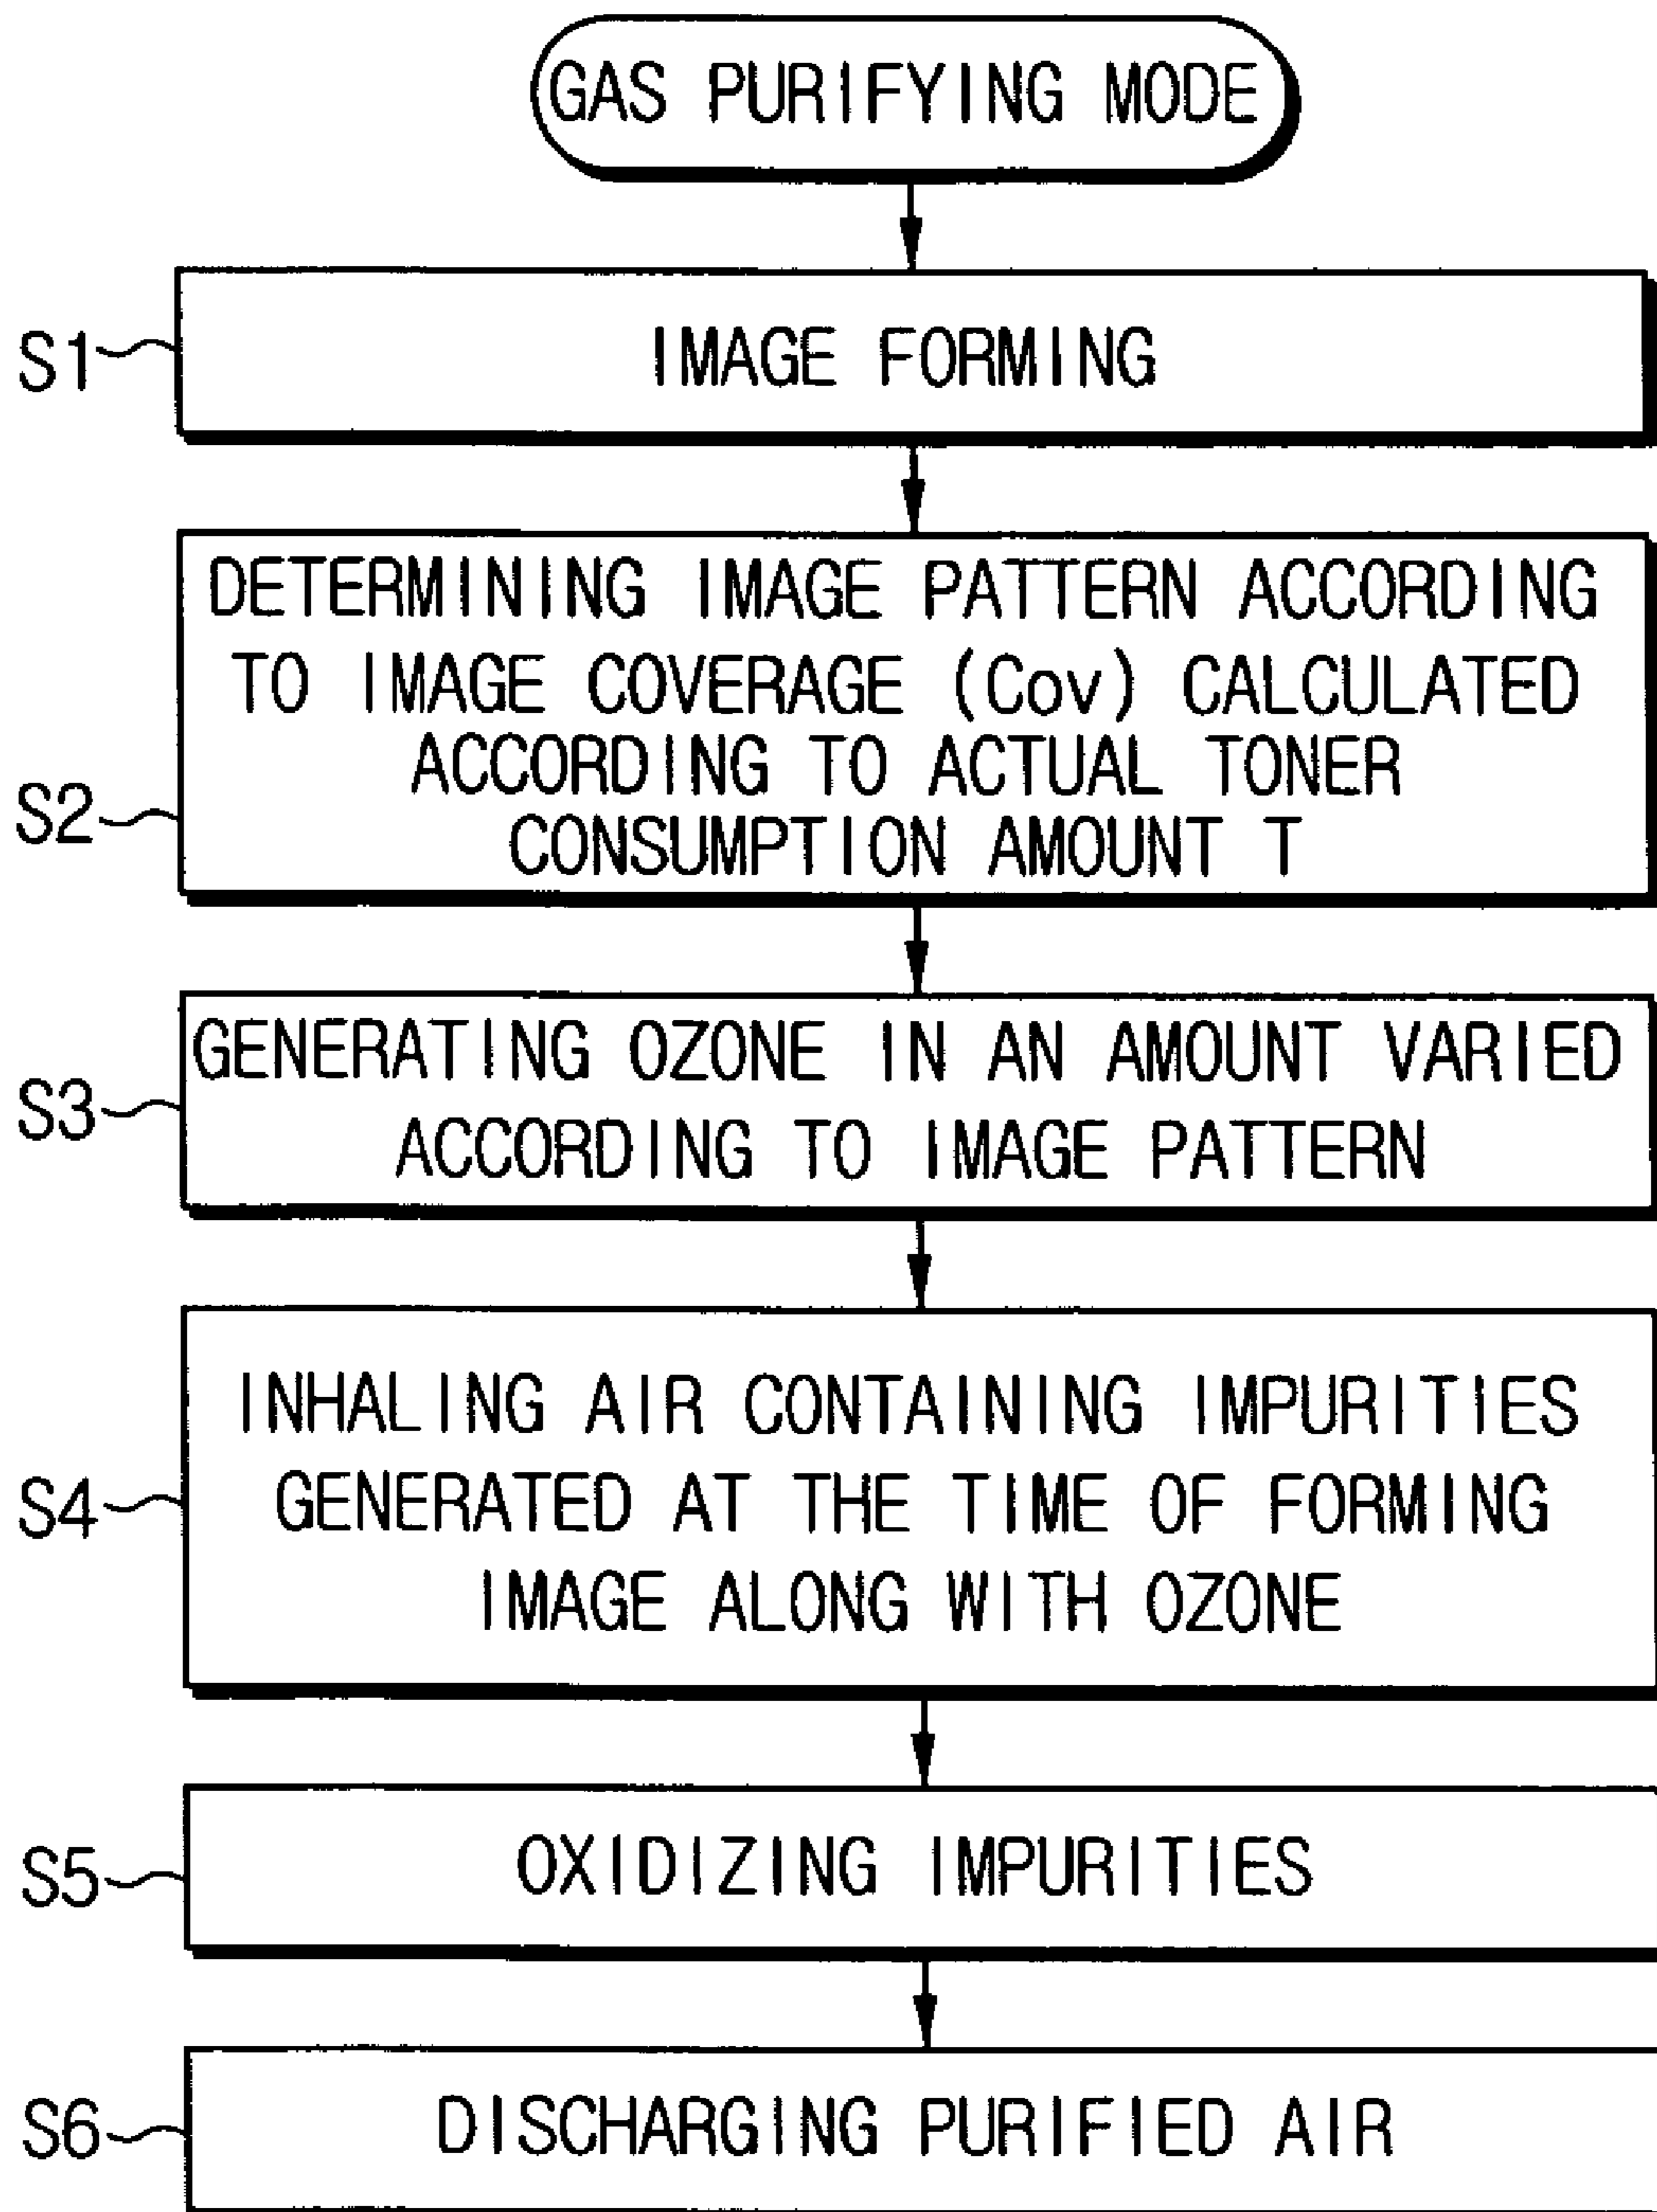 GAS PURIFYING MODE
S1
IMAGE FORMING
S2
DETERMINING IMAGE PATTERN ACCORDING
TO IMAGE COVERAGE (Cov) CALCULATED
ACCORDING TO ACTUAL TONER
CONSUMPTION AMOUNT T
S3
GENERATING OZONE IN AN AMOUNT VARIED
ACCORDING TO IMAGE PATTERN
S4
INHALING AIR CONTAINING IMPURITIES
GENERATED AT THE TIME OF FORMING
IMAGE ALONG WITH OZONE
S5
OXIDIZING IMPURITIES
S6
DISCHARGING PURIFIED AIR